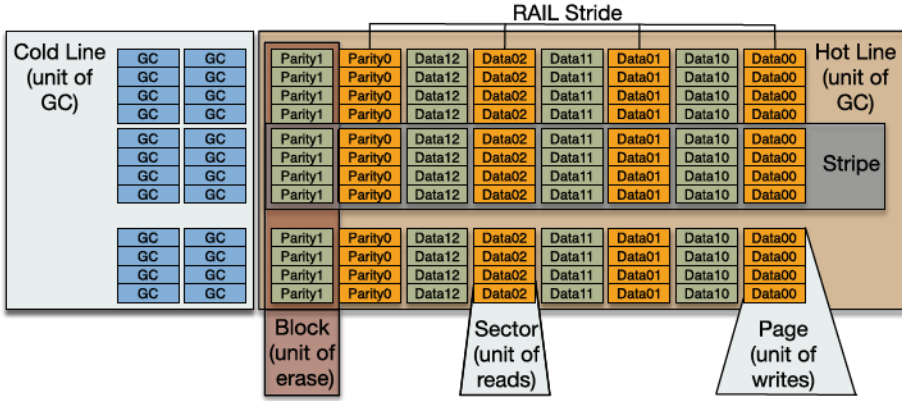 RAIL Stride
Cold Line
(unit of
GC)
Hot Line
(unit of
GC)
GC GC Parity1 Parity0 Data12 Data02 Data11 Data01 Data10 Data00
GC GC Parity1 Parity0 Data12 Data02 Data11 Data01 Data10 Data00
GC GC Parity1 Parity0 Data12 Data02 Data11 Data01 Data10 Data00
GC GC Parity1 Parity0 Data12 Data02 Data11 Data01 Data10 Data00
GC GC Parity1 Parity0 Data12 Data02 Data11 Data01 Data10 Data00
GC GC Parity1 Parity0 Data12 Data02 Data11 Data01 Data10 Data00
GC GC Parity1 Parity0 Data12 Data02 Data11 Data01 Data10 Data00
GC GC Parity1 Parity0 Data12 Data02 Data11 Data01 Data10 Data00
Stripe
GC GC Parity1 Parity0 Data12 Data02 Data11 Data01 Data10 Data00
GC GC Parity1 Parity0 Data12 Data02 Data11 Data01 Data10 Data00
GC GC Parity1 Parity0 Data12 Data02 Data11 Data01 Data10 Data00
GC GC Parity1 Parity0 Data12 Data02 Data11 Data01 Data10 Data00
Block
(unit of
erase)
Sector
(unit of
reads)
Page
(unit of
writes)